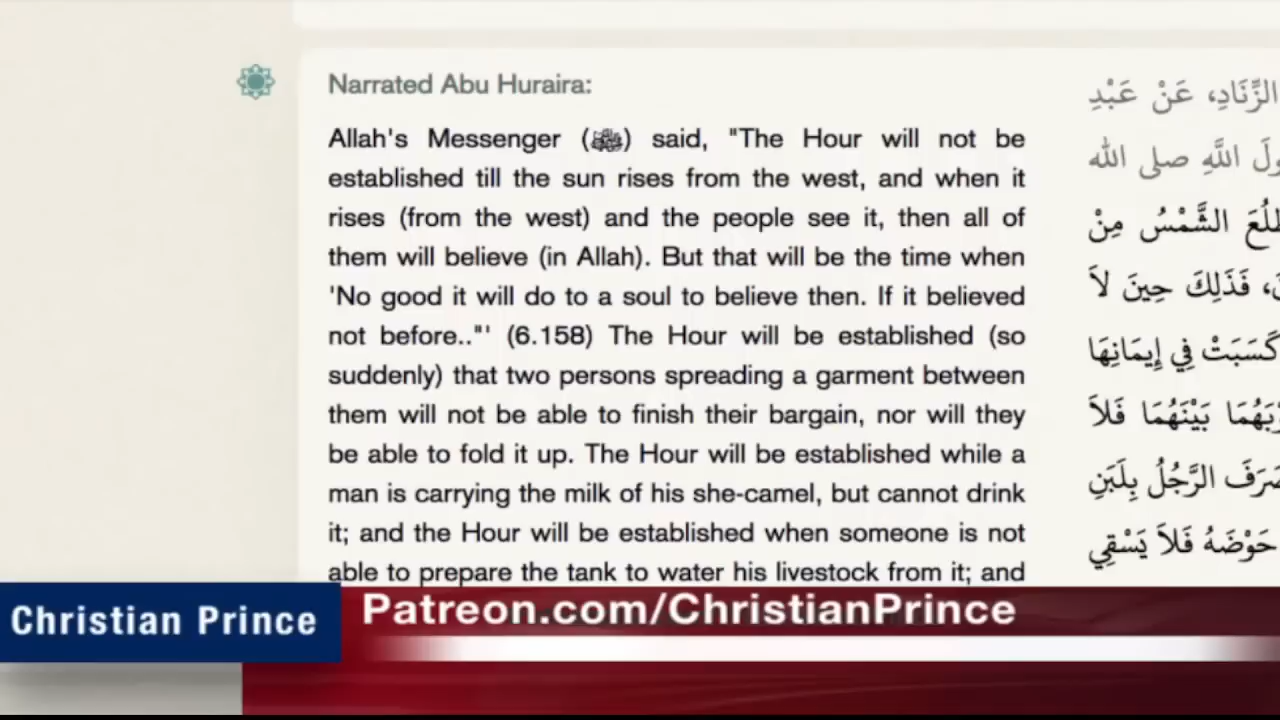 Narrated Abu Huraira:
Allah's Messenger (ﷺ) said, "The Hour will not be
established till the sun rises from the west, and when it
rises (from the west) and the people see it, then all of
them will believe (in Allah). But that will be the time when
'No good it will do to a soul to believe then. If it believed
not before.."' (6.158) The Hour will be established (so
suddenly) that two persons spreading a garment between
them will not be able to finish their bargain, nor will they
be able to fold it up. The Hour will be established while a
man is carrying the milk of his she-camel, but cannot drink
it; and the Hour will be established when someone is not
able to prepare the tank to water his livestock from it; and
الزِّنَادِ، عَنْ عَبْدِ
ولَ اللَّهِ صلى الله
طْلُعَ الشَّمْسُ مِنْ
فَذَلِكَ حِينَ لاَ
كَسَبَتْ فِي إِيمَانِهَا
بَيْنَهُمَا فَلاَ
الرَّجُلُ بِلَبَنِ
حَوْضَهُ فَلاَ يَسْقِي
Christian Prince
Patreon.com/ChristianPrince